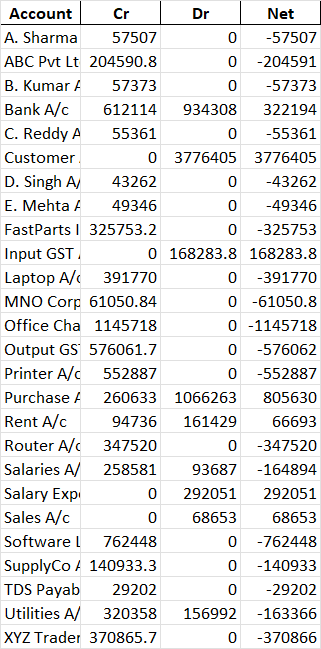 Account Cr Dr Net
A. Sharma 57507 0 -57507
ABC Pvt Lt 204590.8 0 -204591
B. Kumar A 57373 0 -57373
Bank A/c 612114 934308 322194
C. Reddy A 55361 0 -55361
Customer 0 3776405 3776405
D. Singh A/ 43262 0 -43262
E. Mehta A 49346 0 -49346
FastParts I 325753.2 0 -325753
Input GST 0 168283.8 168283.8
Laptop A/c 391770 0 -391770
MNO Corp 61050.84 0 -61050.8
Office Cha 1145718 0 -1145718
Output GS 576061.7 0 -576062
Printer A/c 552887 0 -552887
Purchase A 260633 1066263 805630
Rent A/c 94736 161429 66693
Router A/c 347520 0 -347520
Salaries A/ 258581 93687 -164894
Salary Exp 0 292051 292051
Sales A/c 0 68653 68653
Software L 762448 0 -762448
SupplyCo A 140933.3 0 -140933
TDS Payab 29202 0 -29202
Utilities A/ 320358 156992 -163366
XYZ Trader 370865.7 0 -370866